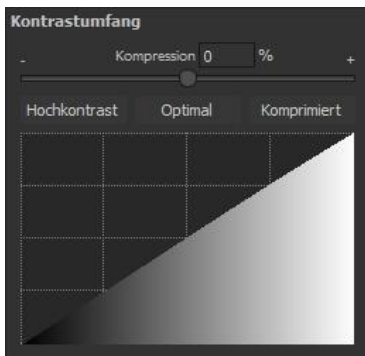 Kontrastumfang
Kompression 0 %
- +
Hochkontrast Optimal Komprimiert